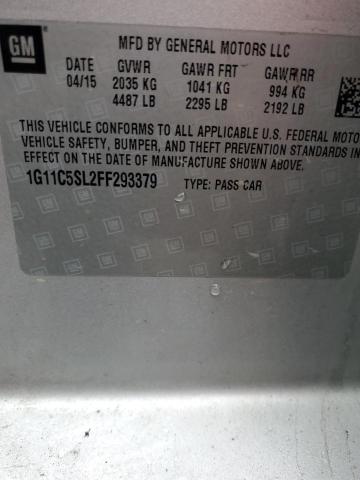 GM
MFD BY GENERAL MOTORS LLC
DATE GVWR GAWR FRT GAWR RR
04/15 2035 KG 1041 KG 994 KG
4487 LB 2295 LB 2192 LB
THIS VEHICLE CONFORMS TO ALL APPLICABLE U.S. FEDERAL MOTOR
VEHICLE SAFETY, BUMPER, AND THEFT PREVENTION STANDARDS IN
EFFECT ON THE DATE OF MANUFACTURE SHOWN ABOVE.
1G11C5SL2FF293379 TYPE: PASS CAR